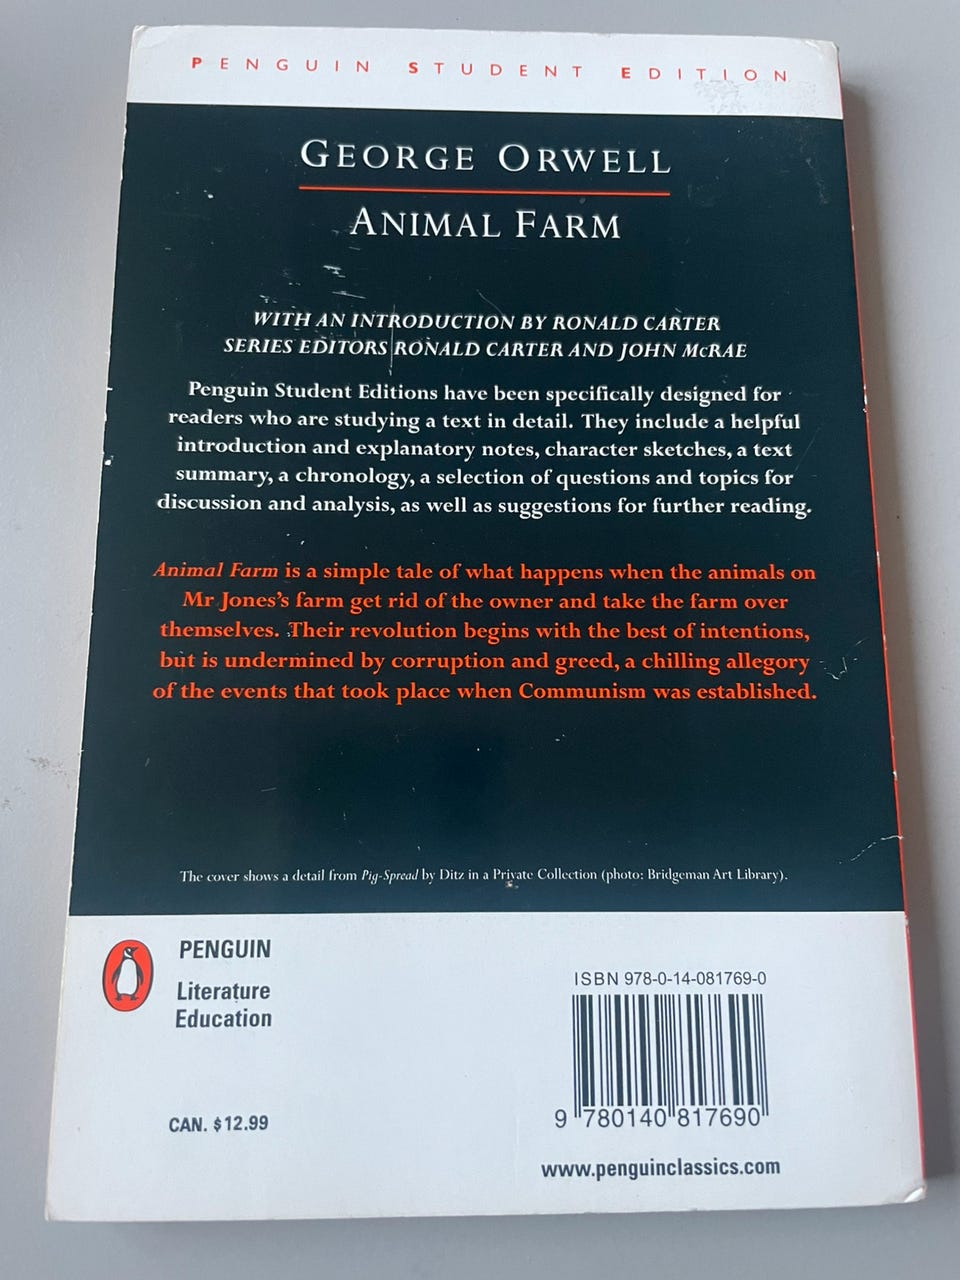 PENGUIN STUDENT EDITION
GEORGE ORWELL
ANIMAL FARM
WITH AN INTRODUCTION BY RONALD CARTER
SERIES EDITORS RONALD CARTER AND JOHN McRAE
Penguin Student Editions have been specifically designed for
readers who are studying a text in detail. They include a helpful
introduction and explanatory notes, character sketches, a text
summary, a chronology, a selection of questions and topics for
discussion and analysis, as well as suggestions for further reading.
Animal Farm is a simple tale of what happens when the animals on
Mr Jones's farm get rid of the owner and take the farm over
themselves. Their revolution begins with the best of intentions,
but is undermined by corruption and greed, a chilling allegory
of the events that took place when Communism was established.
The cover shows a detail from Pig-Spread by Ditz in a Private Collection (photo: Bridgeman Art Library).
PENGUIN
Literature
Education
CAN. $12.99
ISBN 978-0-14-081769-0
9 780140 817690
www.penguinclassics.com